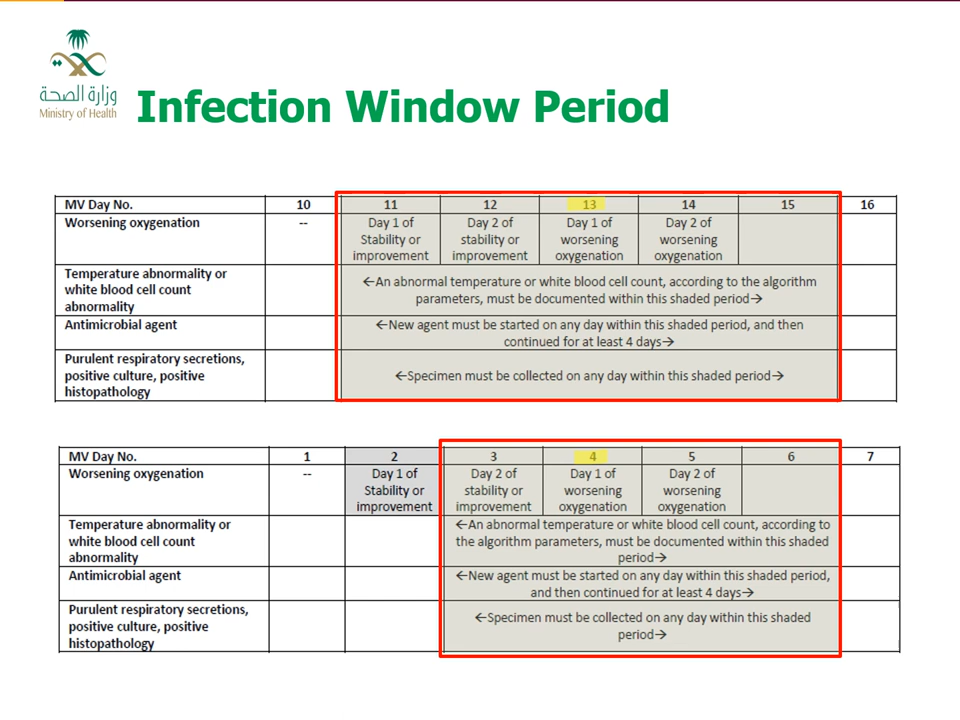 وزارة الصحة
Ministry of Health
Infection Window Period
MV Day No. 10 11 12 13 14 15 16
Worsening oxygenation -- Day 1 of Stability or improvement Day 2 of stability or improvement Day 1 of worsening oxygenation Day 2 of worsening oxygenation
Temperature abnormality or
white blood cell count
abnormality
←An abnormal temperature or white blood cell count, according to the algorithm
parameters, must be documented within this shaded period→
Antimicrobial agent
←New agent must be started on any day within this shaded period, and then
continued for at least 4 days→
Purulent respiratory secretions,
positive culture, positive
histopathology
←Specimen must be collected on any day within this shaded period→
MV Day No. 1 2 3 4 5 6 7
Worsening oxygenation -- Day 1 of Stability or improvement Day 2 of stability or improvement Day 1 of worsening oxygenation Day 2 of worsening oxygenation
Temperature abnormality or
white blood cell count
abnormality
←An abnormal temperature or white blood cell count, according to
the algorithm parameters, must be documented within this shaded
period→
Antimicrobial agent
←New agent must be started on any day within this shaded period,
and then continued for at least 4 days→
Purulent respiratory secretions,
positive culture, positive
histopathology
←Specimen must be collected on any day within this shaded
period→